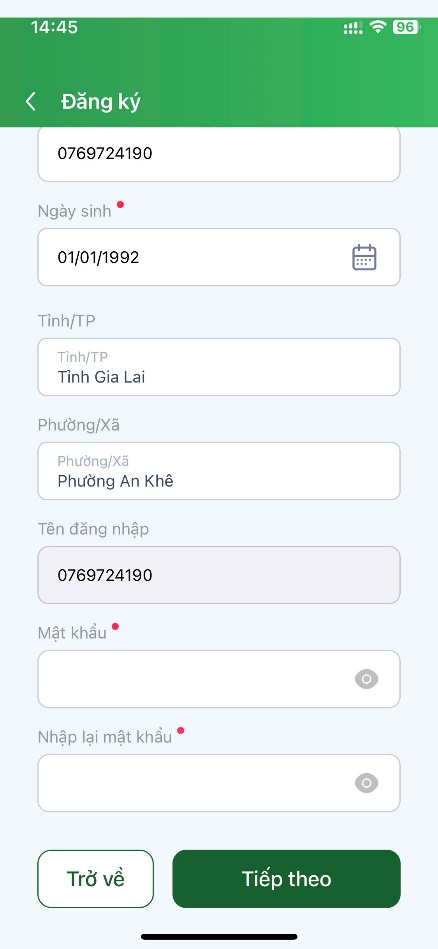 14:45
96
Đăng ký
0769724190
Ngày sinh
01/01/1992
Tỉnh/TP
Tỉnh/TP
Tỉnh Gia Lai
Phường/Xã
Phường/Xã
Phường An Khê
Tên đăng nhập
0769724190
Mật khẩu
Nhập lại mật khẩu
Trở về
Tiếp theo